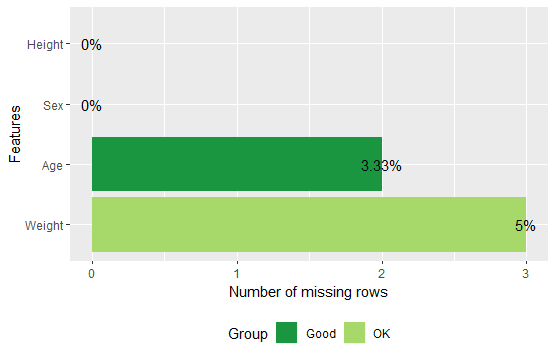 Features
Height 0%
Sex 0%
Age 3.33%
Weight 5%
0 1 2 3
Number of missing rows
Group Good OK